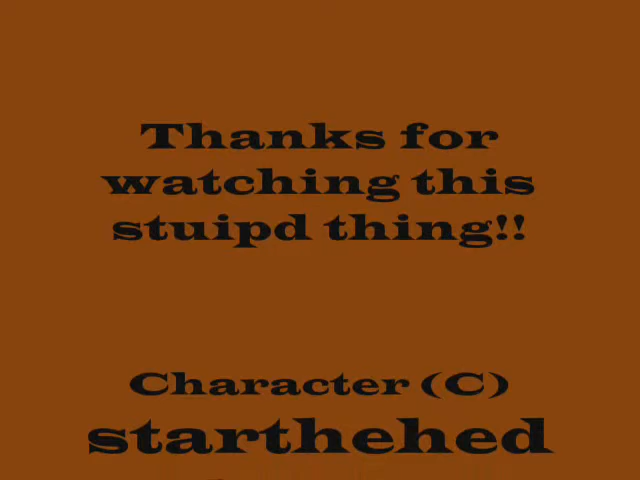 Thanks for
watching this
stuipd thing!!
Character (C)
starthehed